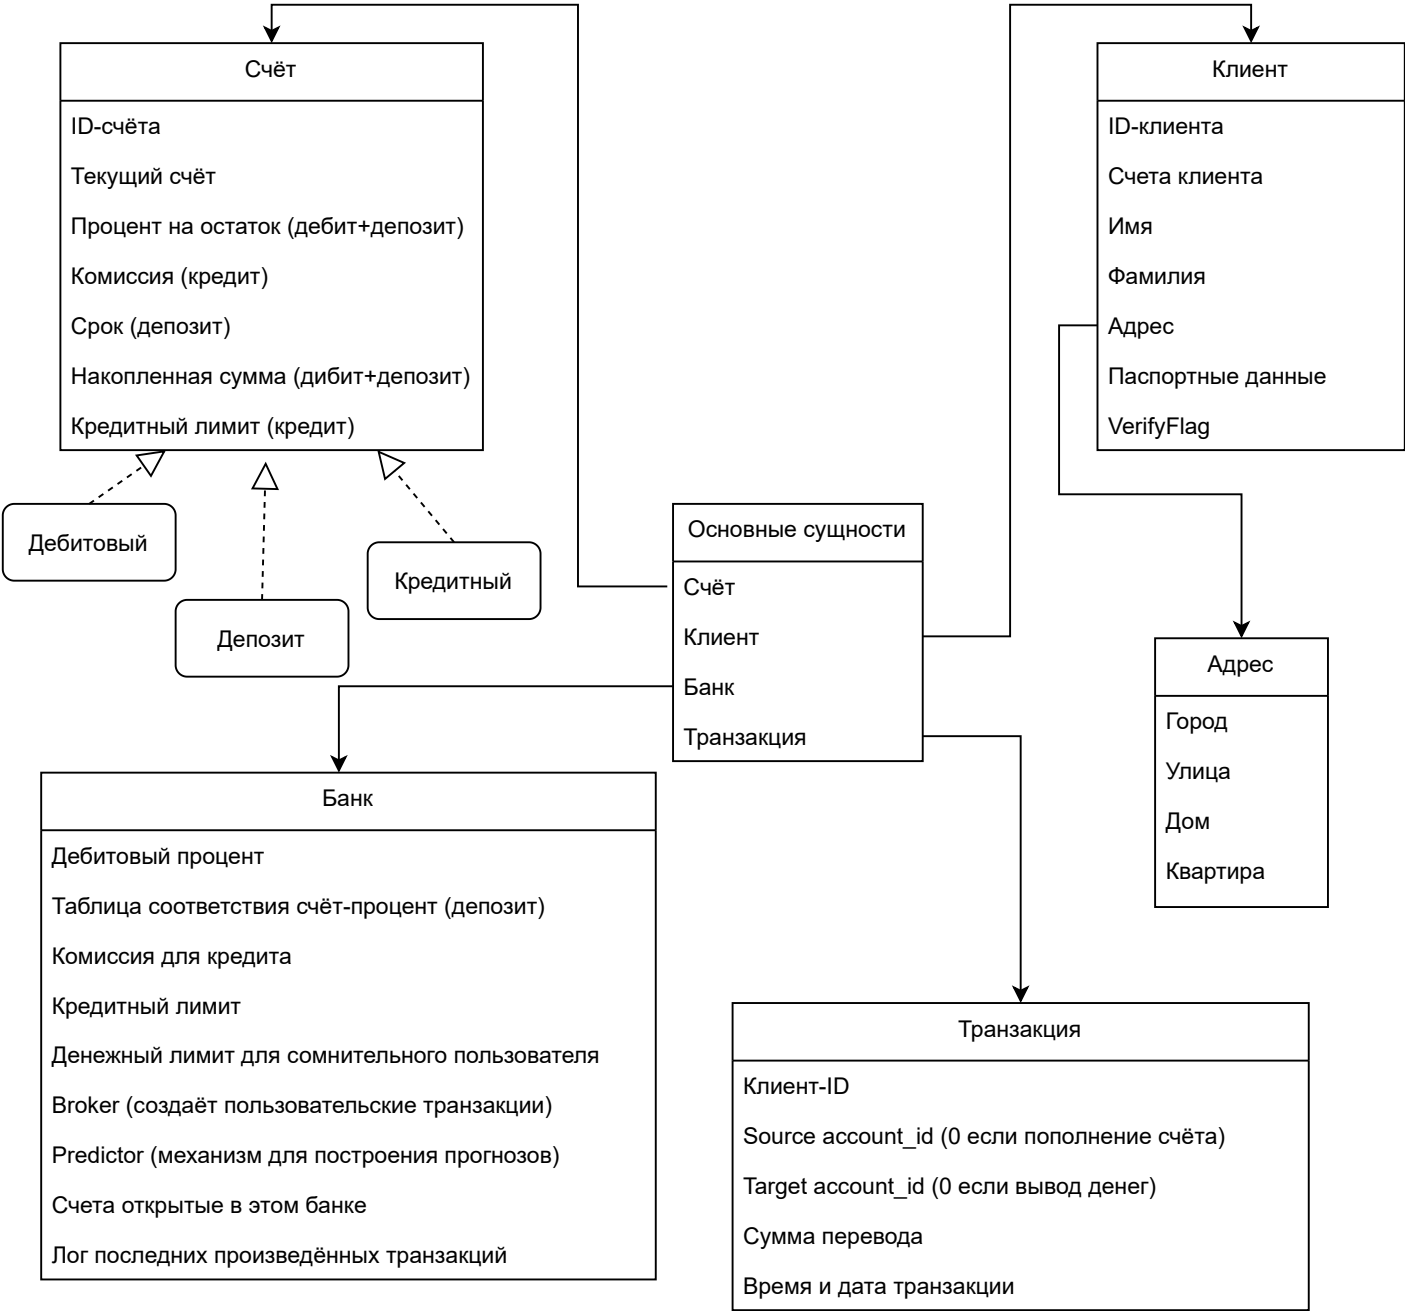 Счёт
ID-счёта
Текущий счёт
Процент на остаток (дебит+депозит)
Комиссия (кредит)
Срок (депозит)
Накопленная сумма (дибит+депозит)
Кредитный лимит (кредит)
Дебитовый
Депозит
Кредитный
Клиент
ID-клиента
Счета клиента
Имя
Фамилия
Адрес
Паспортные данные
VerifyFlag
Основные сущности
Счёт
Клиент
Банк
Транзакция
Адрес
Город
Улица
Дом
Квартира
Банк
Дебитовый процент
Таблица соответствия счёт-процент (депозит)
Комиссия для кредита
Кредитный лимит
Денежный лимит для сомнительного пользователя
Broker (создаёт пользовательские транзакции)
Predictor (механизм для построения прогнозов)
Счета открытые в этом банке
Лог последних произведённых транзакций
Транзакция
Клиент-ID
Source account_id (0 если пополнение счёта)
Target account_id (0 если вывод денег)
Сумма перевода
Время и дата транзакции